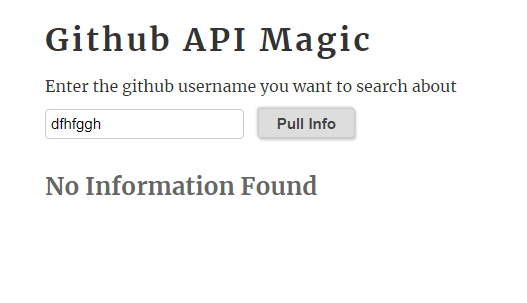 Github API Magic
Enter the github username you want to search about
dfhfggh
Pull Info
No Information Found